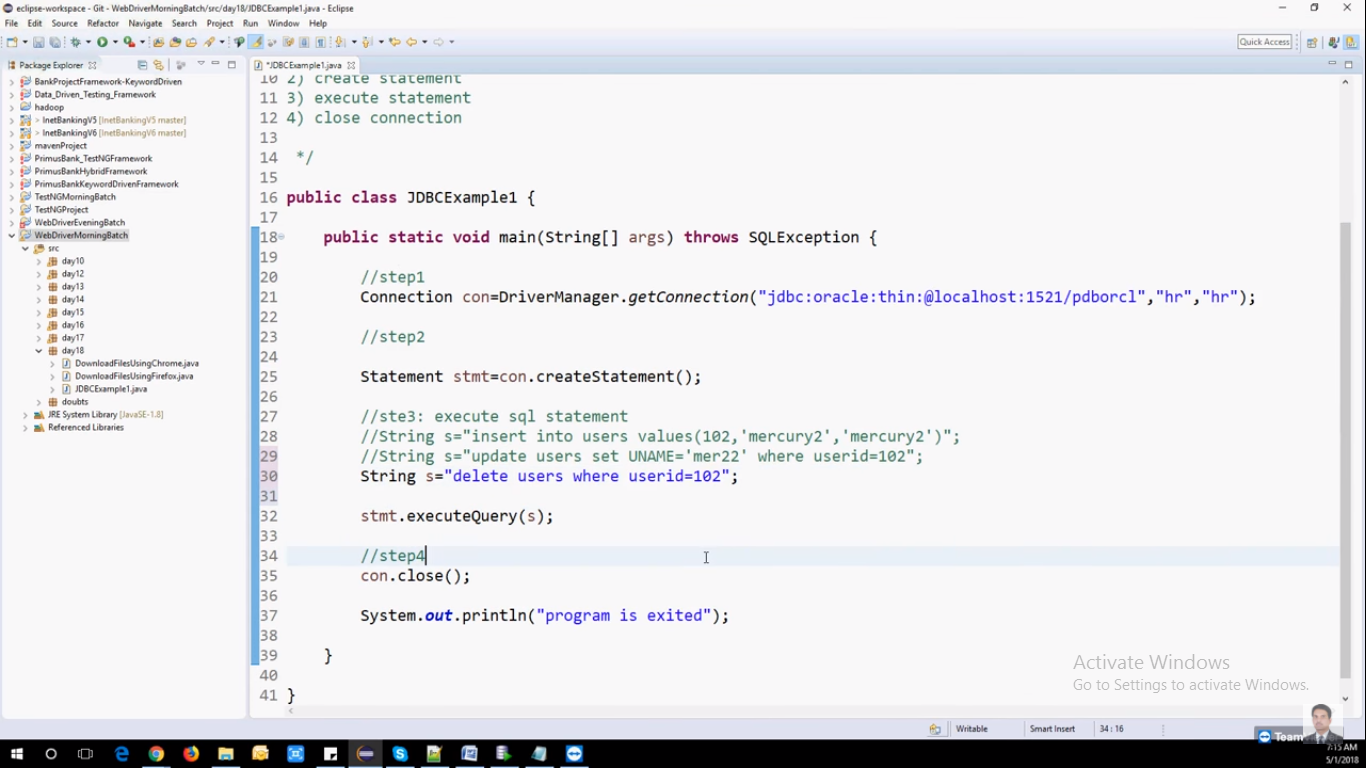 eclipse-workspace - Git - WebDriverMorningBatch/src/day18/JDBCExample1.java - Eclipse
File Edit Source Refactor Navigate Search Project Run Window Help
Quick Access
Package Explorer
*JDBCExample1.java
BankProjectFramework-KeywordDriven
Data_Driven_Testing_Framework
hadoop
> InetBankingV5 [InetBankingV5 master]
> InetBankingV6 [InetBankingV6 master]
mavenProject
PrimusBank_TestNGFramework
PrimusBankHybridFramework
PrimusBankKeywordDrivenFramework
TestNGMorningBatch
TestNGProject
WebDriverEveningBatch
WebDriverMorningBatch
src
day10
day12
day13
day14
day15
day16
day17
day18
DownloadFilesUsingChrome.java
DownloadFilesUsingFirefox.java
JDBCExample1.java
doubts
JRE System Library [JavaSE-1.8]
Referenced Libraries
10 2) create statement
11 3) execute statement
12 4) close connection
13
14 */
15
16 public class JDBCExample1 {
17
18 public static void main(String[] args) throws SQLException {
19
20 //step1
21 Connection con=DriverManager.getConnection("jdbc:oracle:thin:@localhost:1521/pdborcl","hr","hr");
22
23 //step2
24
25 Statement stmt=con.createStatement();
26
27 //ste3: execute sql statement
28 //String s="insert into users values(102,'mercury2','mercury2')";
29 //String s="update users set UNAME='mer22' where userid=102";
30 String s="delete users where userid=102";
31
32 stmt.executeQuery(s);
33
34 //step4
35 con.close();
36
37 System.out.println("program is exited");
38
39 }
40
41 }
Activate Windows
Go to Settings to activate Windows.
Writable Smart Insert 34 : 16
7:15 AM
5/1/2018